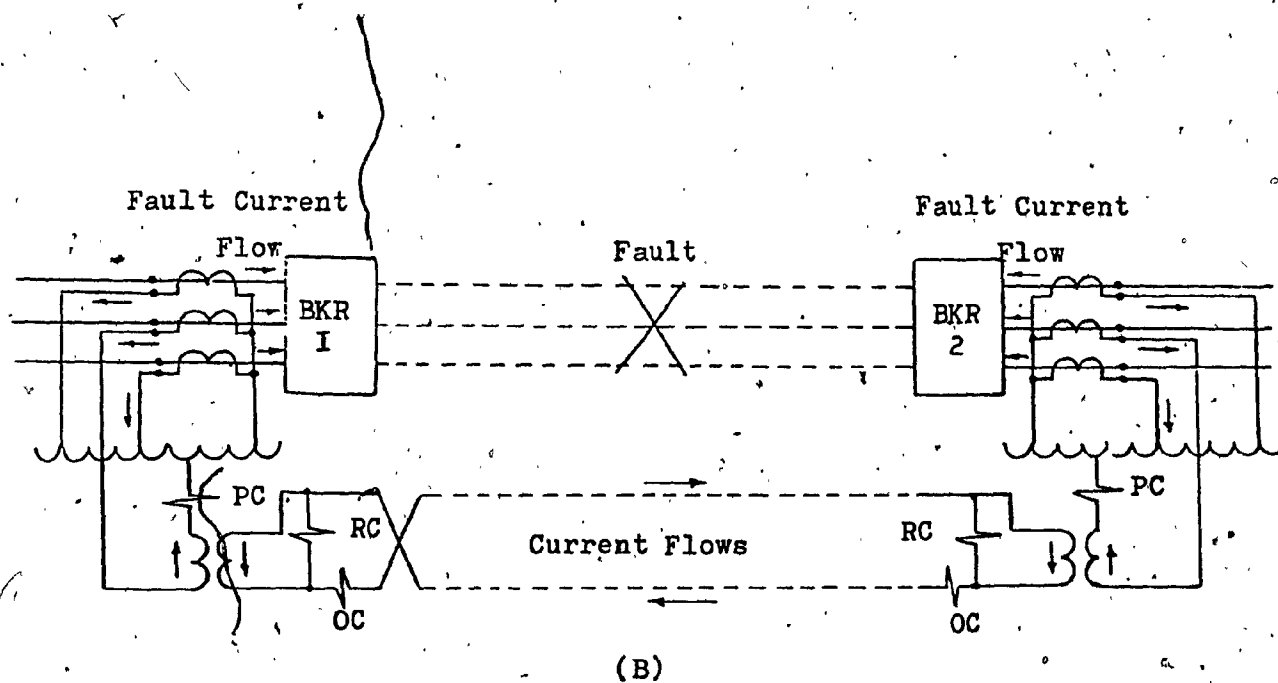 Fault Current
Flow
Fault Current
Flow
Fault
BKR
I
BKR
2
PC
RC
OC
Current Flows
RC
PC
OC
(B)